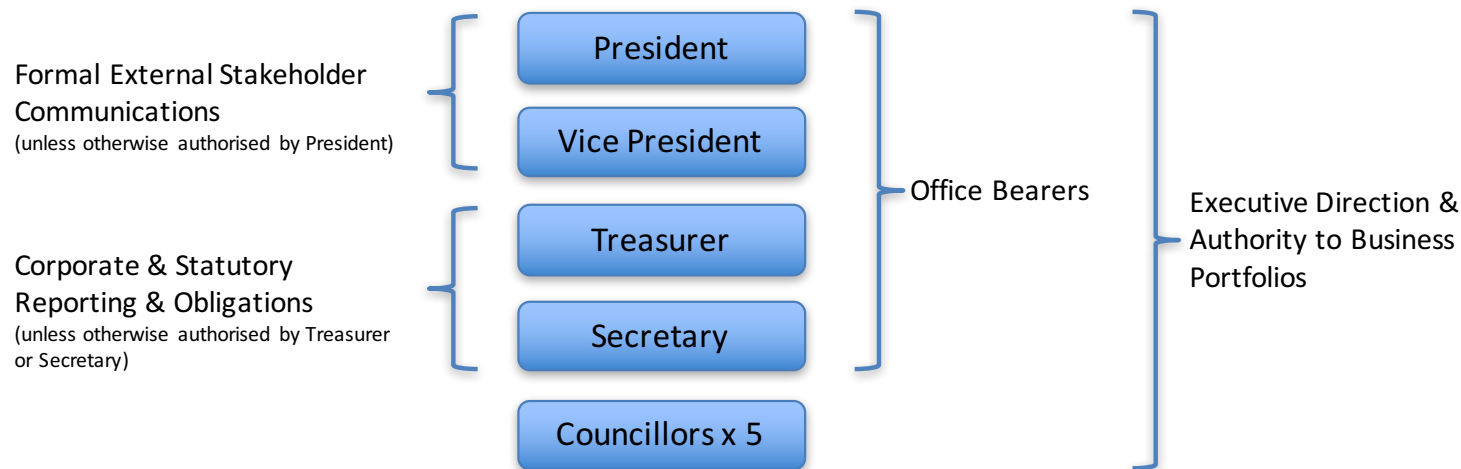 Formal External Stakeholder
Communications
(unless otherwise authorised by President)
Corporate & Statutory
Reporting & Obligations
(unless otherwise authorised by Treasurer
or Secretary)
President
Vice President
Treasurer
Secretary
Councillors x 5
Office Bearers
Executive Direction &
Authority to Business
Portfolios